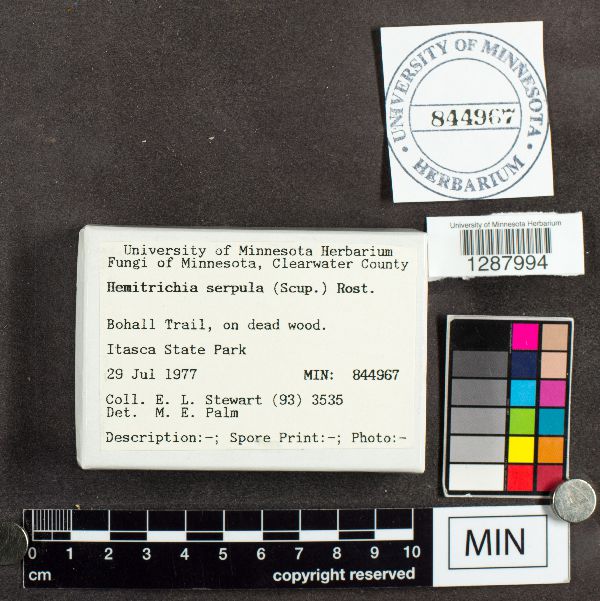 UNIVERSITY OF MINNESOTA
844967
• HERBARIUM •
University of Minnesota Herbarium
1287994
University of Minnesota Herbarium
Fungi of Minnesota, Clearwater County
Hemitrichia serpula (Scup.) Rost.
Bohall Trail, on dead wood.
Itasca State Park
29 Jul 1977 MIN: 844967
Coll. E. L. Stewart (93) 3535
Det. M. E. Palm
Description:-; Spore Print:-; Photo:-
0 1 2 3 4 5 6 7 8 9 10
cm copyright reserved
MIN